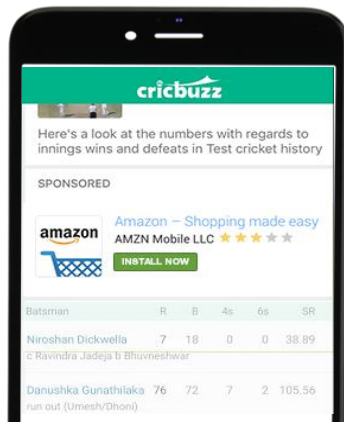 cricbuzz
Here's a look at the numbers with regards to
innings wins and defeats in Test cricket history
SPONSORED
amazon
Amazon – Shopping made easy
AMZN Mobile LLC
INSTALL NOW
Batsman R B 4s 6s SR
Niroshan Dickwella 7 18 0 0 38.89
c Ravindra Jadeja b Bhuvneshwar
Danushka Gunathilaka 76 72 7 2 105.56
run out (Umesh/Dhoni)